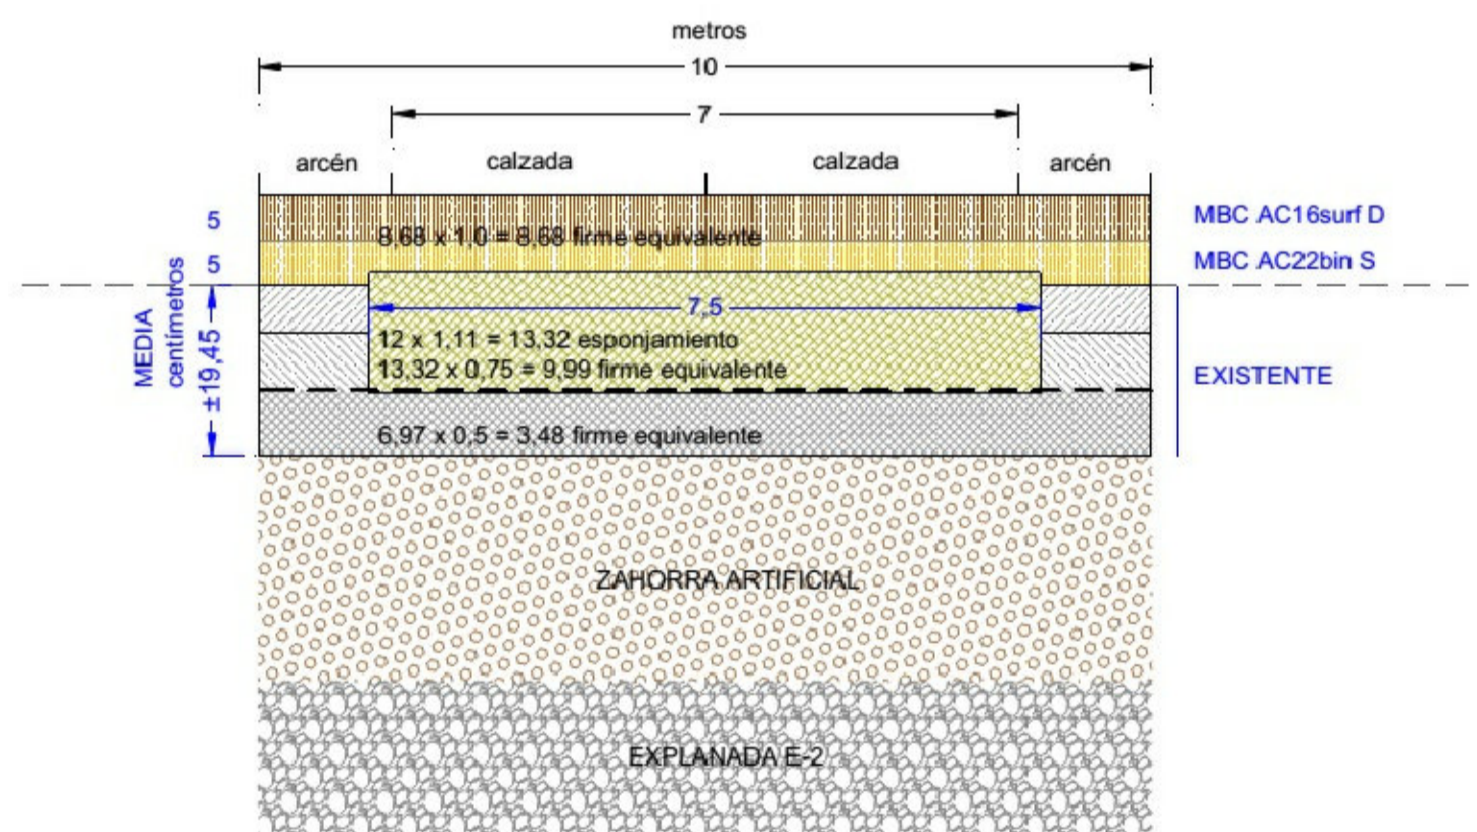 metros
10
7
arcén
calzada
calzada
arcén
5
MBC AC16surf D
8,68 x 1,0 = 8,68 firme equivalente
5
MBC AC22bin S
MEDIA
centímetros
±19,45
7,5
12 x 1,11 = 13,32 esponjamiento
13,32 x 0,75 = 9,99 firme equivalente
EXISTENTE
6,97 x 0,5 = 3,48 firme equivalente
ZAHORRA ARTIFICIAL
EXPLANADA E-2